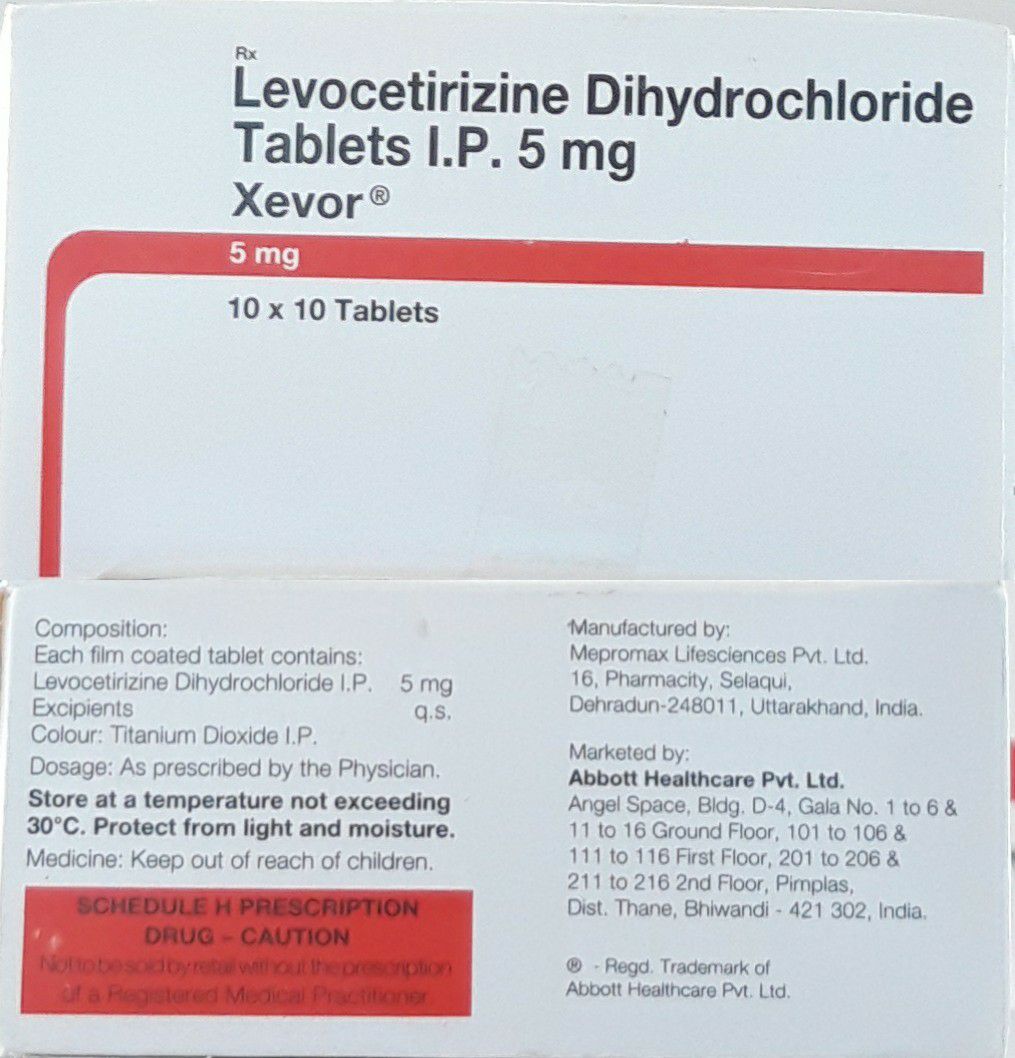 Rx
Levocetirizine Dihydrochloride
Tablets I.P. 5 mg
Xevor®
5 mg
10 x 10 Tablets
Composition:
Each film coated tablet contains:
Levocetirizine Dihydrochloride I.P. 5 mg
Excipients q.s.
Colour: Titanium Dioxide I.P.
Dosage: As prescribed by the Physician.
Store at a temperature not exceeding
30°C. Protect from light and moisture.
Medicine: Keep out of reach of children.
SCHEDULE H PRESCRIPTION
DRUG – CAUTION
Not to be sold by retail without the prescription
of a Registered Medical Practitioner
Manufactured by:
Mepromax Lifesciences Pvt. Ltd.
16, Pharmacity, Selaqui,
Dehradun-248011, Uttarakhand, India.
Marketed by:
Abbott Healthcare Pvt. Ltd.
Angel Space, Bldg. D-4, Gala No. 1 to 6 &
11 to 16 Ground Floor, 101 to 106 &
111 to 116 First Floor, 201 to 206 &
211 to 216 2nd Floor, Pimplas,
Dist. Thane, Bhiwandi - 421 302, India.
® - Regd. Trademark of
Abbott Healthcare Pvt. Ltd.